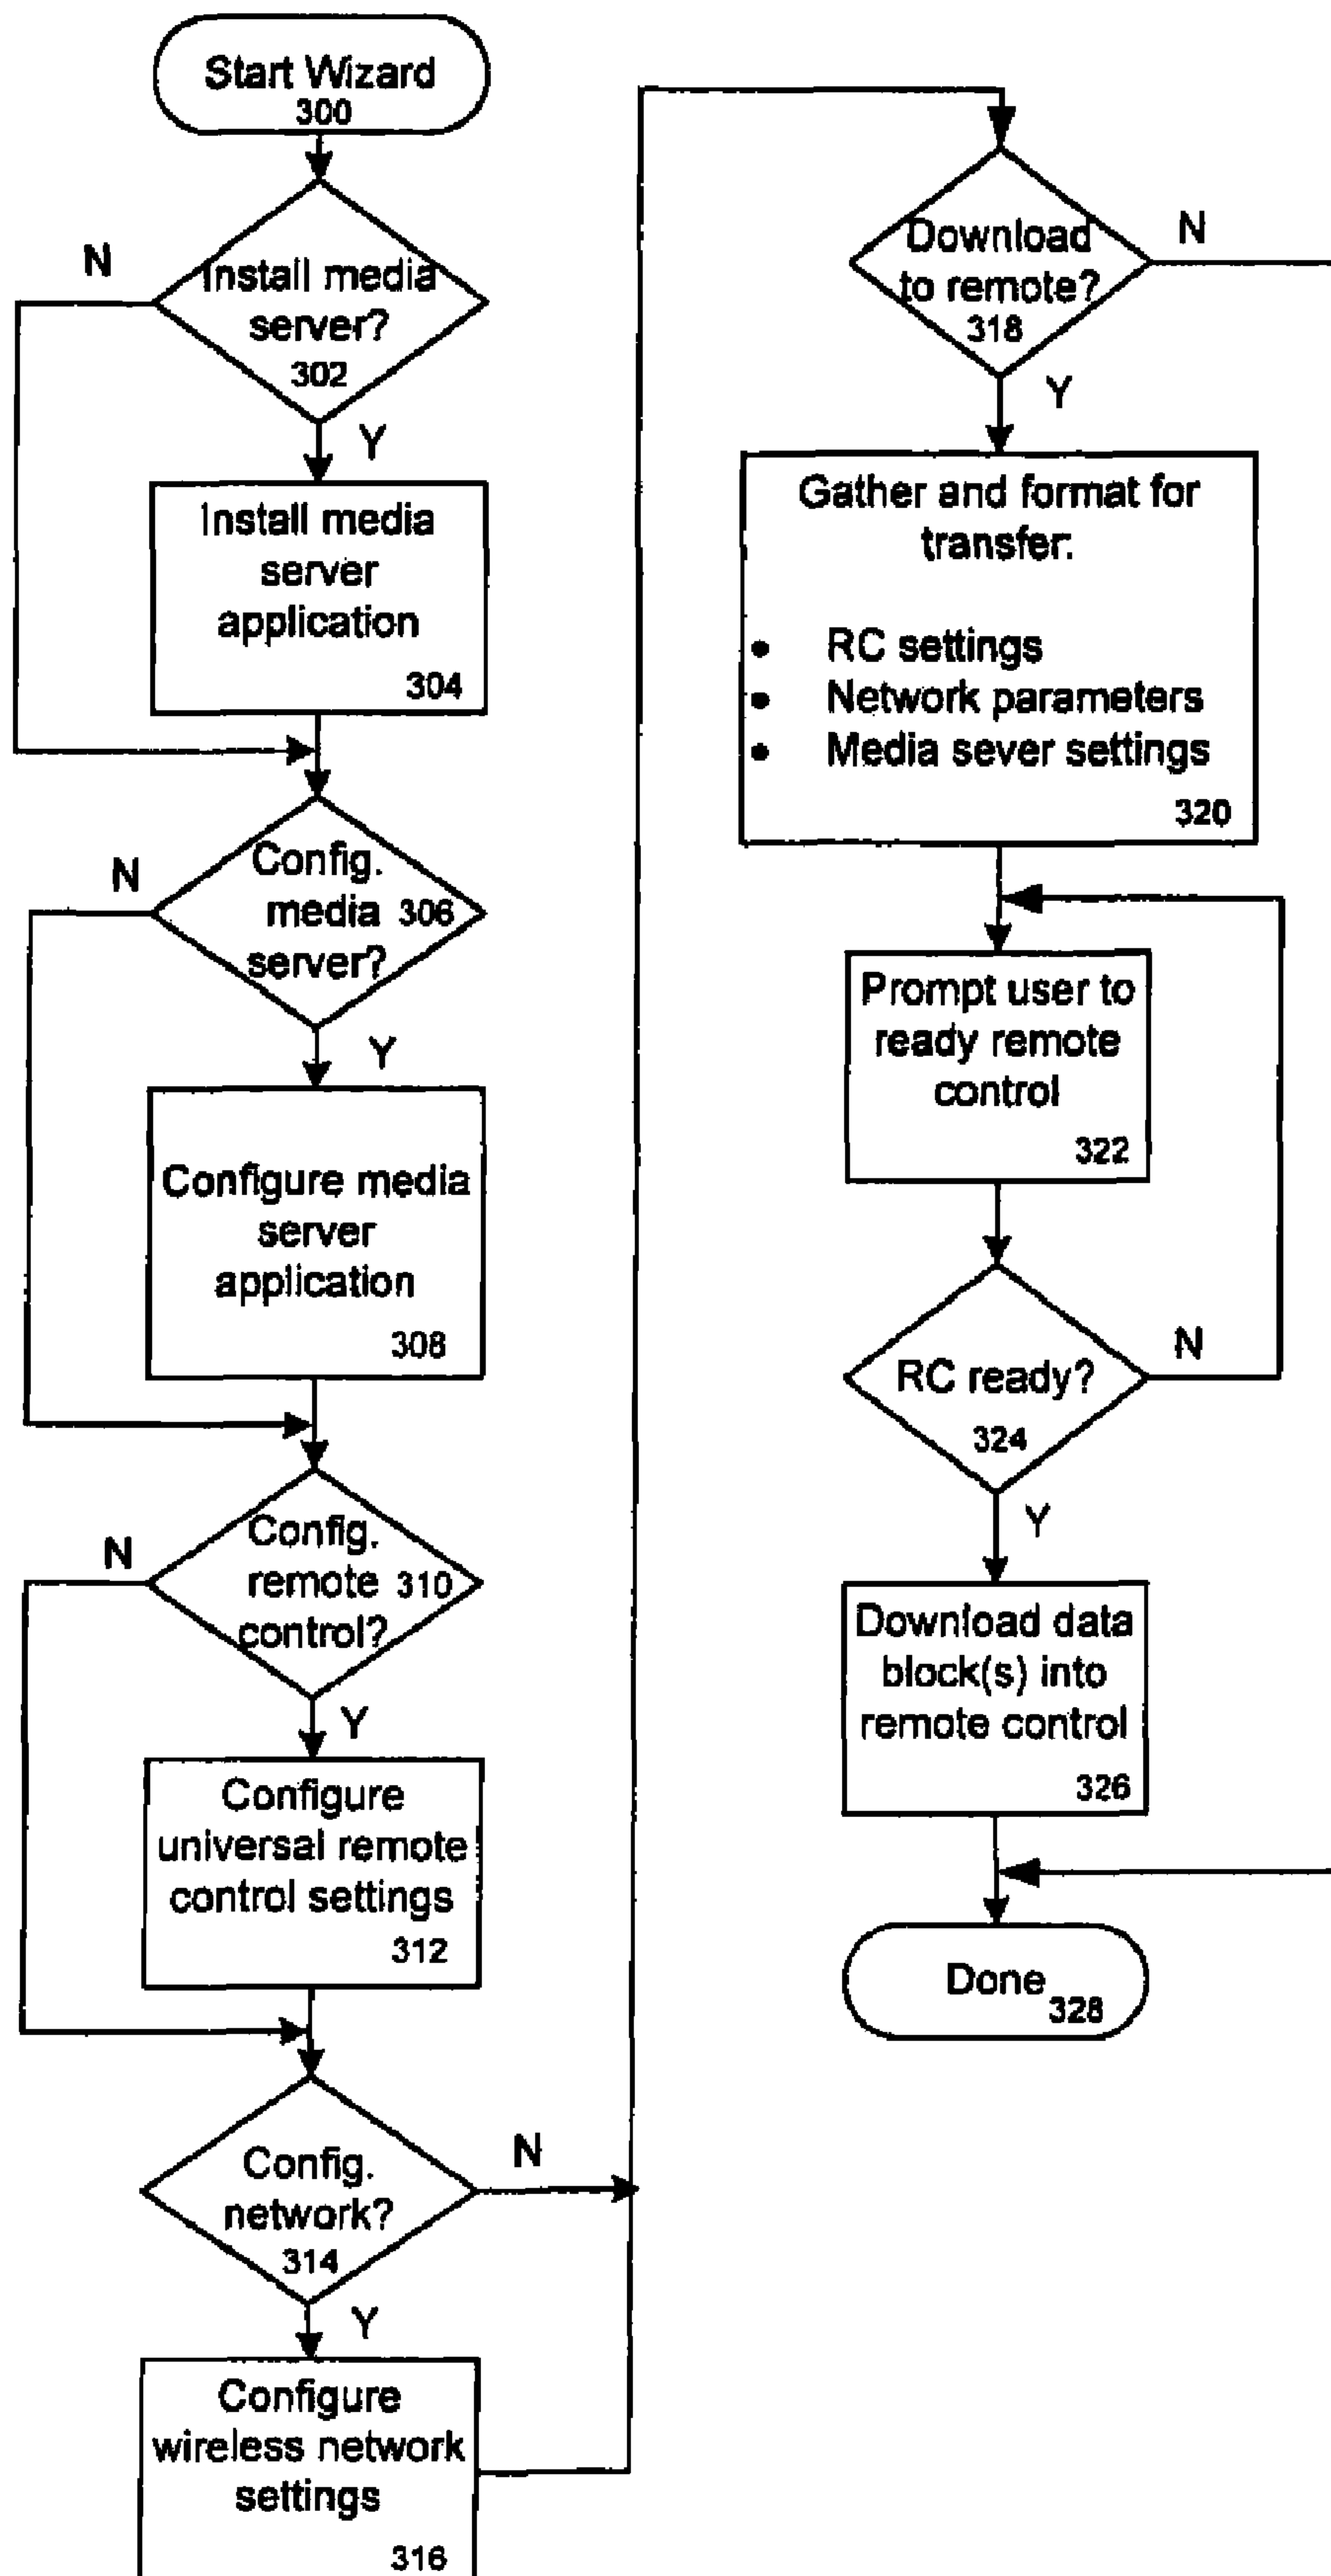 Start Wizard
300
N
Install media
server?
302
Y
Install media
server
application
304
N
Config.
media 306
server?
Y
Configure media
server
application
308
N
Config.
remote 310
control?
Y
Configure
universal remote
control settings
312
Config.
network?
314
N
Y
Configure
wireless network
settings
316
Download
to remote?
318
N
Y
Gather and format for
transfer:
• RC settings
• Network parameters
• Media sever settings
320
Prompt user to
ready remote
control
322
RC ready?
324
N
Y
Download data
block(s) into
remote control
326
Done
328